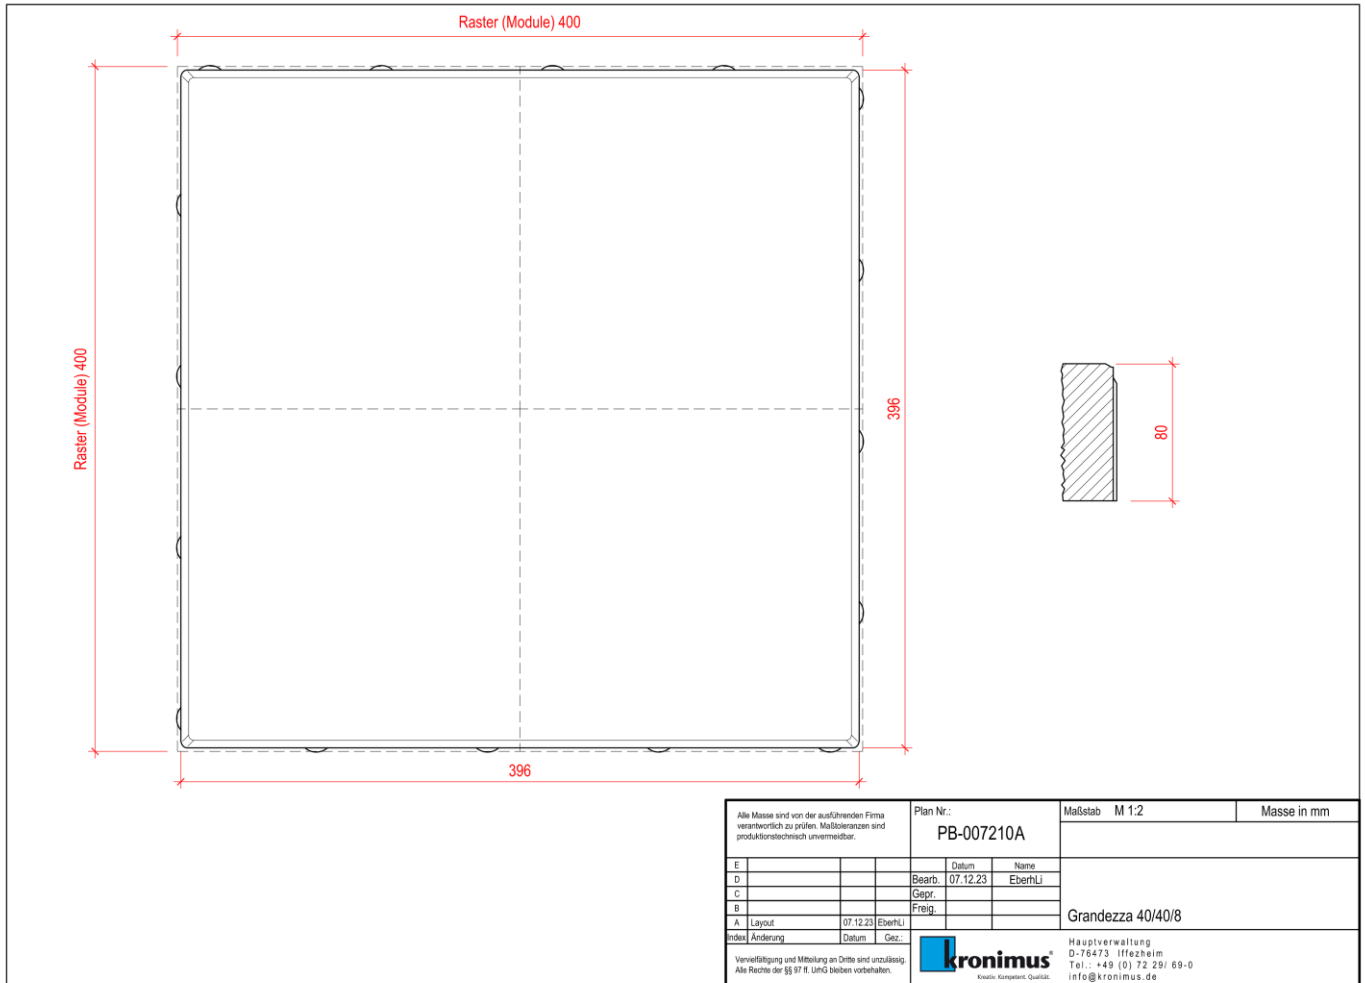 Raster (Module) 400
Raster (Module) 400
396
80
396
Alle Masse sind von der ausführenden Firma
verantwortlich zu prüfen. Maßtoleranzen sind
produktionstechnisch unvermeidbar.
Plan Nr.:
PB-007210A
Maßstab M 1:2
Masse in mm
E
Datum Name
D
Bearb. 07.12.23 EberhLi
C
Gepr.
B
Freig.
A Layout 07.12.23 EberhLi
Index Änderung Datum Gez.:
Grandezza 40/40/8
Vervielfältigung und Mitteilung an Dritte sind unzulässig.
Alle Rechte der §§ 97 ff. UrhG bleiben vorbehalten.
kronimus®
Kreativ. Kompetent. Qualität.
Hauptverwaltung
D-76473 Iffezheim
Tel.: +49 (0) 72 29/ 69-0
info@kronimus.de